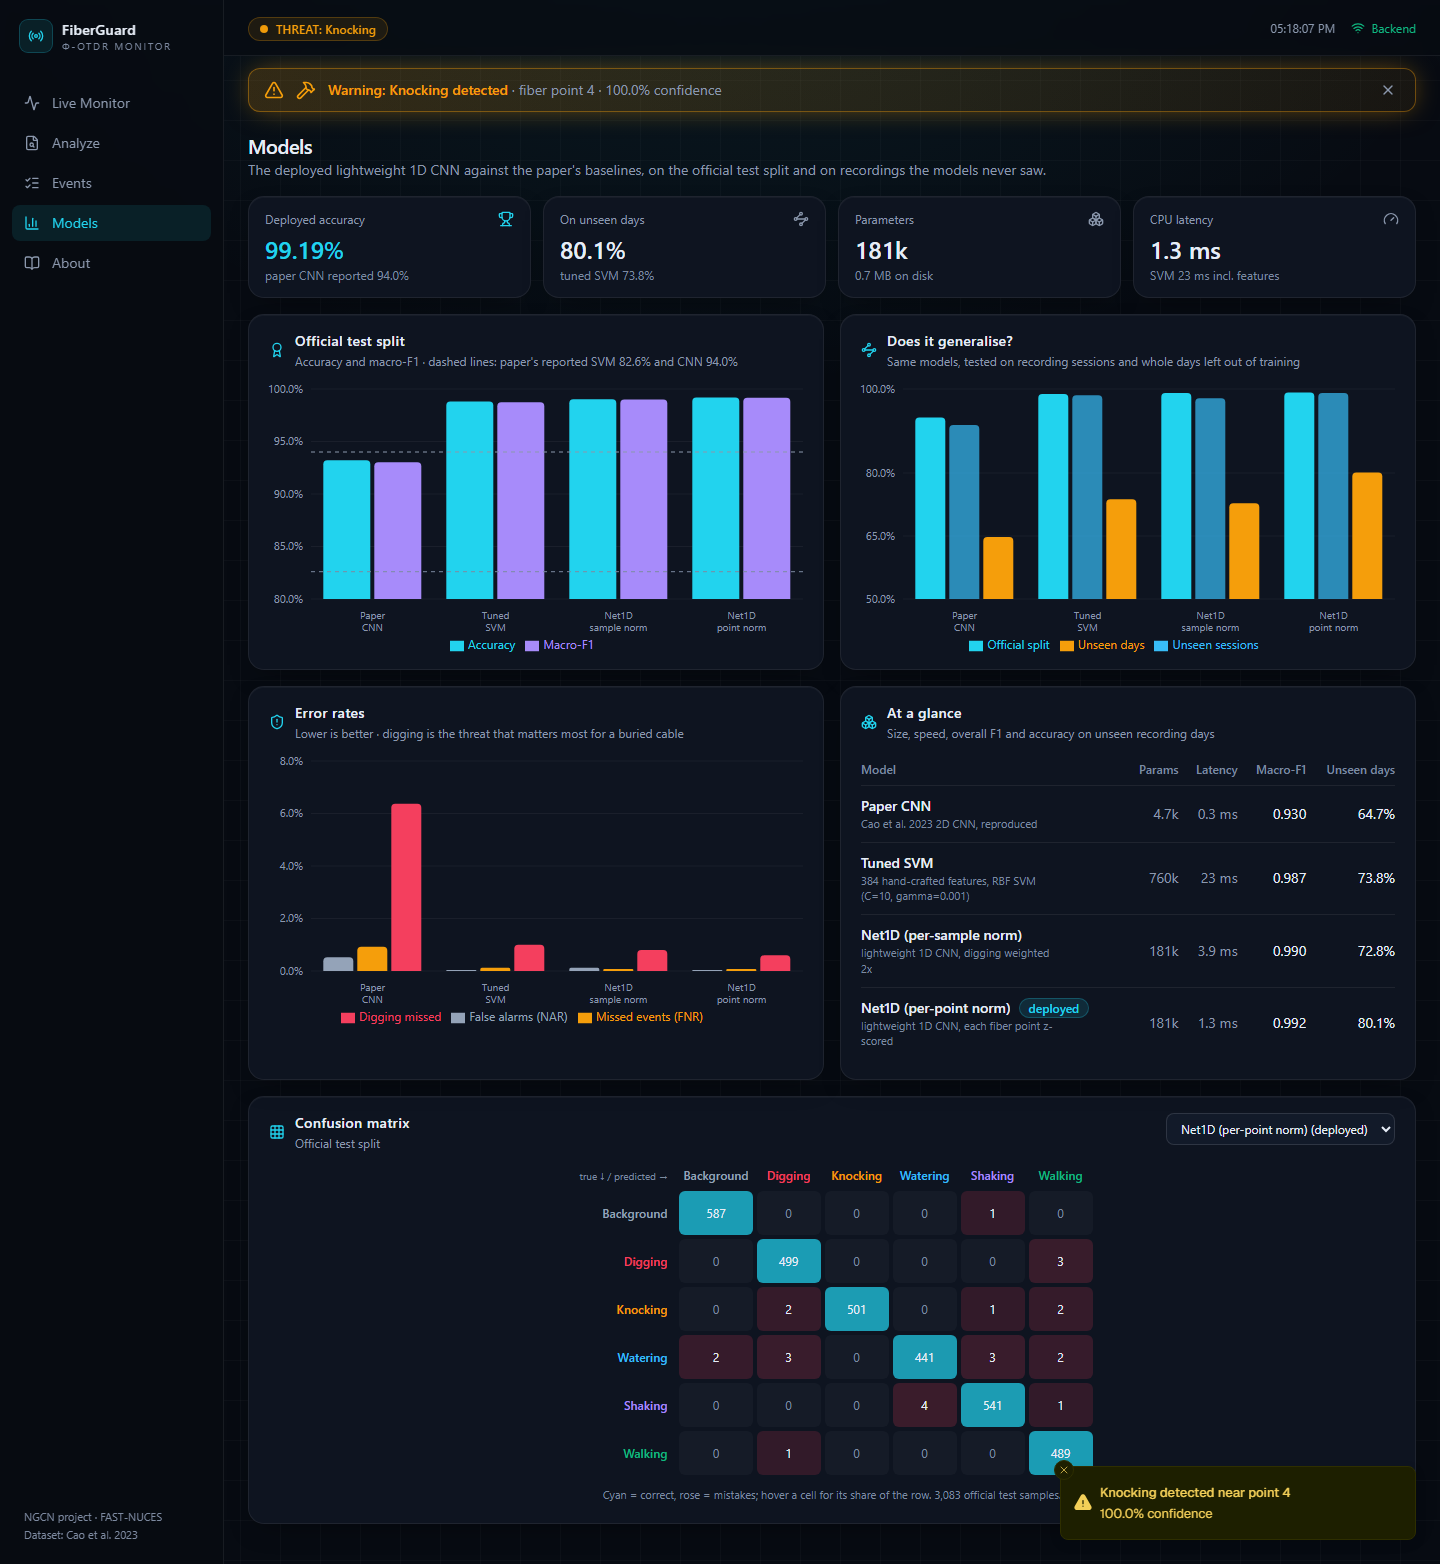 FiberGuard
Φ-OTDR MONITOR
Live Monitor
Analyze
Events
Models
About
NGCN project · FAST-NUCES
Dataset: Cao et al. 2023
THREAT: Knocking
05:18:07 PM
Backend
Warning: Knocking detected · fiber point 4 · 100.0% confidence
Models
The deployed lightweight 1D CNN against the paper's baselines, on the official test split and on recordings the models never saw.
Deployed accuracy
99.19%
paper CNN reported 94.0%
On unseen days
80.1%
tuned SVM 73.8%
Parameters
181k
0.7 MB on disk
CPU latency
1.3 ms
SVM 23 ms incl. features
Official test split
Accuracy and macro-F1 · dashed lines: paper's reported SVM 82.6% and CNN 94.0%
100.0%
95.0%
90.0%
85.0%
80.0%
Paper CNN
Tuned SVM
Net1D sample norm
Net1D point norm
Accuracy
Macro-F1
Does it generalise?
Same models, tested on recording sessions and whole days left out of training
100.0%
80.0%
65.0%
50.0%
Paper CNN
Tuned SVM
Net1D sample norm
Net1D point norm
Official split
Unseen days
Unseen sessions
Error rates
Lower is better · digging is the threat that matters most for a buried cable
8.0%
6.0%
4.0%
2.0%
0.0%
Paper CNN
Tuned SVM
Net1D sample norm
Net1D point norm
Digging missed
False alarms (NAR)
Missed events (FNR)
At a glance
Size, speed, overall F1 and accuracy on unseen recording days
Model Params Latency Macro-F1 Unseen days
Paper CNN
Cao et al. 2023 2D CNN, reproduced
4.7k 0.3 ms 0.930 64.7%
Tuned SVM
384 hand-crafted features, RBF SVM
(C=10, gamma=0.001)
760k 23 ms 0.987 73.8%
Net1D (per-sample norm)
lightweight 1D CNN, digging weighted
2x
181k 3.9 ms 0.990 72.8%
Net1D (per-point norm) deployed
lightweight 1D CNN, each fiber point z-
scored
181k 1.3 ms 0.992 80.1%
Confusion matrix
Official test split
Net1D (per-point norm) (deployed)
true ↓ / predicted → Background Digging Knocking Watering Shaking Walking
Background 587 0 0 0 1 0
Digging 0 499 0 0 0 3
Knocking 0 2 501 0 1 2
Watering 2 3 0 441 3 2
Shaking 0 0 0 4 541 1
Walking 0 1 0 0 0 489
Cyan = correct, rose = mistakes; hover a cell for its share of the row. 3,083 official test samples.
Knocking detected near point 4
100.0% confidence